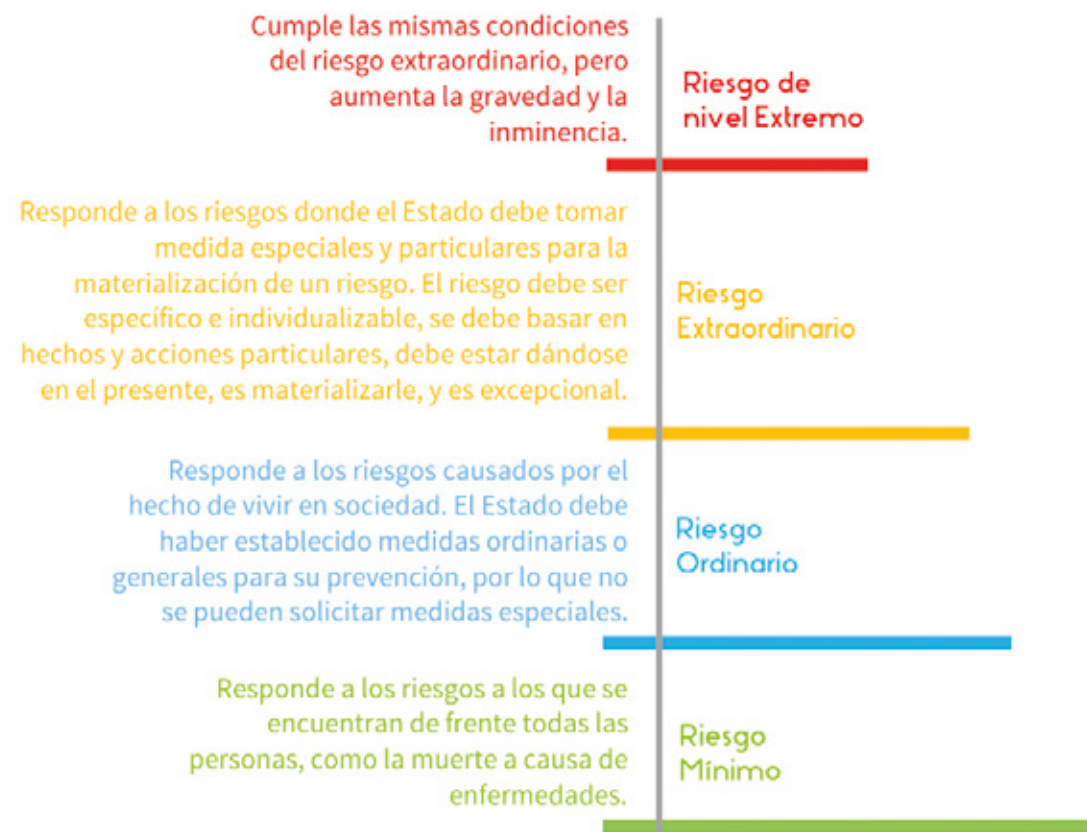 Cumple las mismas condiciones
del riesgo extraordinario, pero
aumenta la gravedad y la
inminencia.
Riesgo de
nivel Extremo
Responde a los riesgos donde el Estado debe tomar
medida especiales y particulares para la
materialización de un riesgo. El riesgo debe ser
específico e individualizable, se debe basar en
hechos y acciones particulares, debe estar dándose
en el presente, es materializarle, y es excepcional.
Riesgo
Extraordinario
Responde a los riesgos causados por el
hecho de vivir en sociedad. El Estado debe
haber establecido medidas ordinarias o
generales para su prevención, por lo que no
se pueden solicitar medidas especiales.
Riesgo
Ordinario
Responde a los riesgos a los que se
encuentran de frente todas las
personas, como la muerte a causa de
enfermedades.
Riesgo
Mínimo